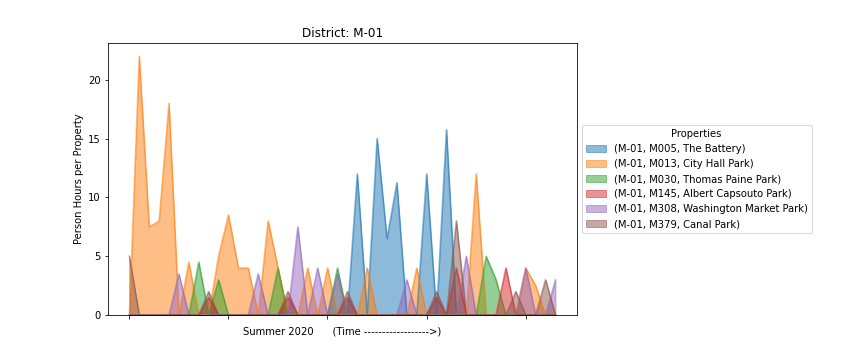 District: M-01
Person Hours per Property
20
15
10
5
0
Summer 2020 (Time ------------------>)
Properties
(M-01, M005, The Battery)
(M-01, M013, City Hall Park)
(M-01, M030, Thomas Paine Park)
(M-01, M145, Albert Capsouto Park)
(M-01, M308, Washington Market Park)
(M-01, M379, Canal Park)